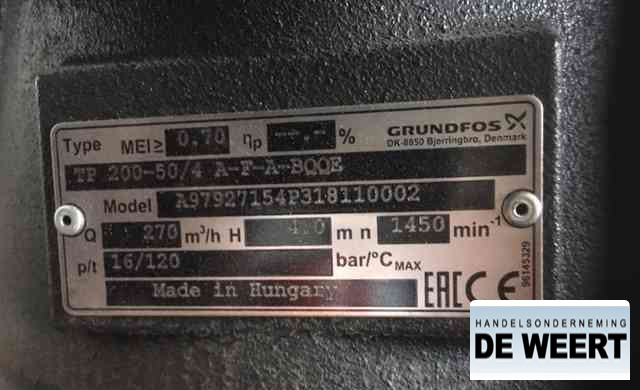 Type MEI≥ 0.70 ηp --.- % GRUNDFOS
DK-8850 Bjerringbro, Denmark
TP 200-50/4 A-F-A-BQQE
Model A97927154P318110002
Q 270 m³/h H m n 1450 min⁻¹
p/t 16/120 bar/°C MAX
Made in Hungary EAC CE
96145329
HANDELSONDERNEMING
DE WEERT